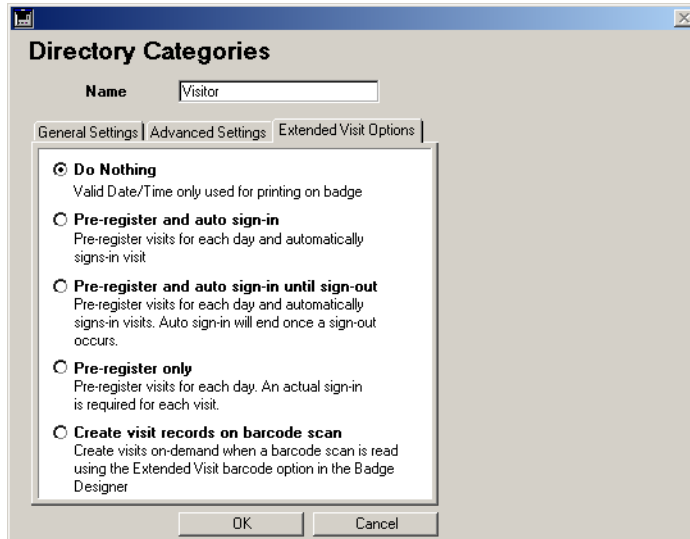 Directory Categories
Name Visitor
General Settings Advanced Settings Extended Visit Options
Do Nothing
Valid Date/Time only used for printing on badge
Pre-register and auto sign-in
Pre-register visits for each day and automatically
signs-in visit
Pre-register and auto sign-in until sign-out
Pre-register visits for each day and automatically
signs-in visits. Auto sign-in will end once a sign-out
occurs.
Pre-register only
Pre-register visits for each day. An actual sign-in
is required for each visit.
Create visit records on barcode scan
Create visits on-demand when a barcode scan is read
using the Extended Visit barcode option in the Badge
Designer
OK Cancel